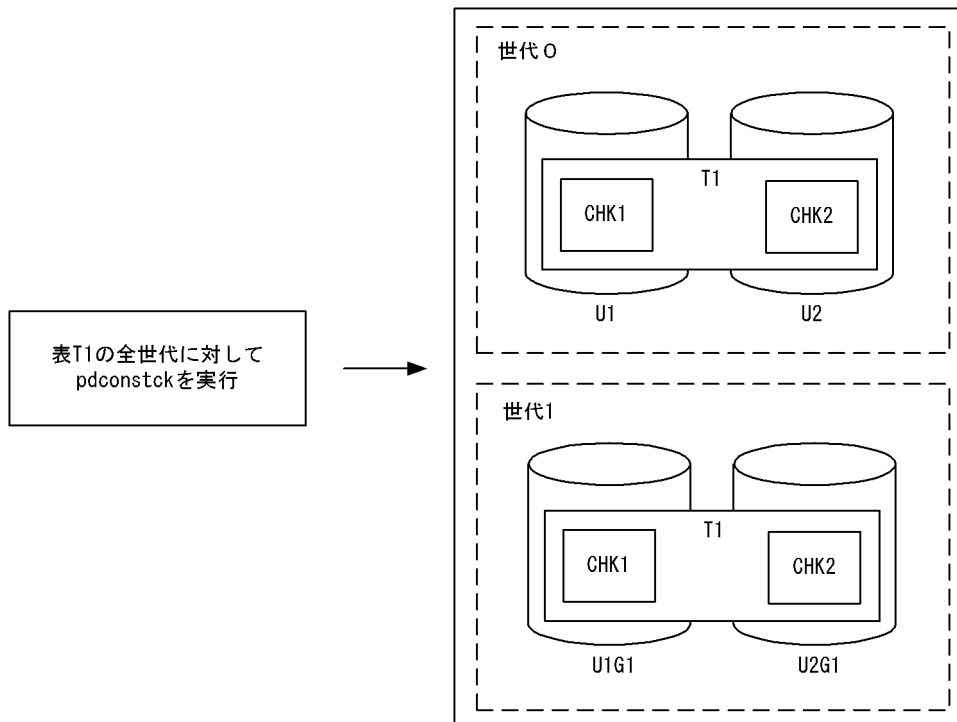 世代0
T1
CHK1
CHK2
U1
U2
表T1の全世代に対して
pdconstckを実行
世代1
T1
CHK1
CHK2
U1G1
U2G1